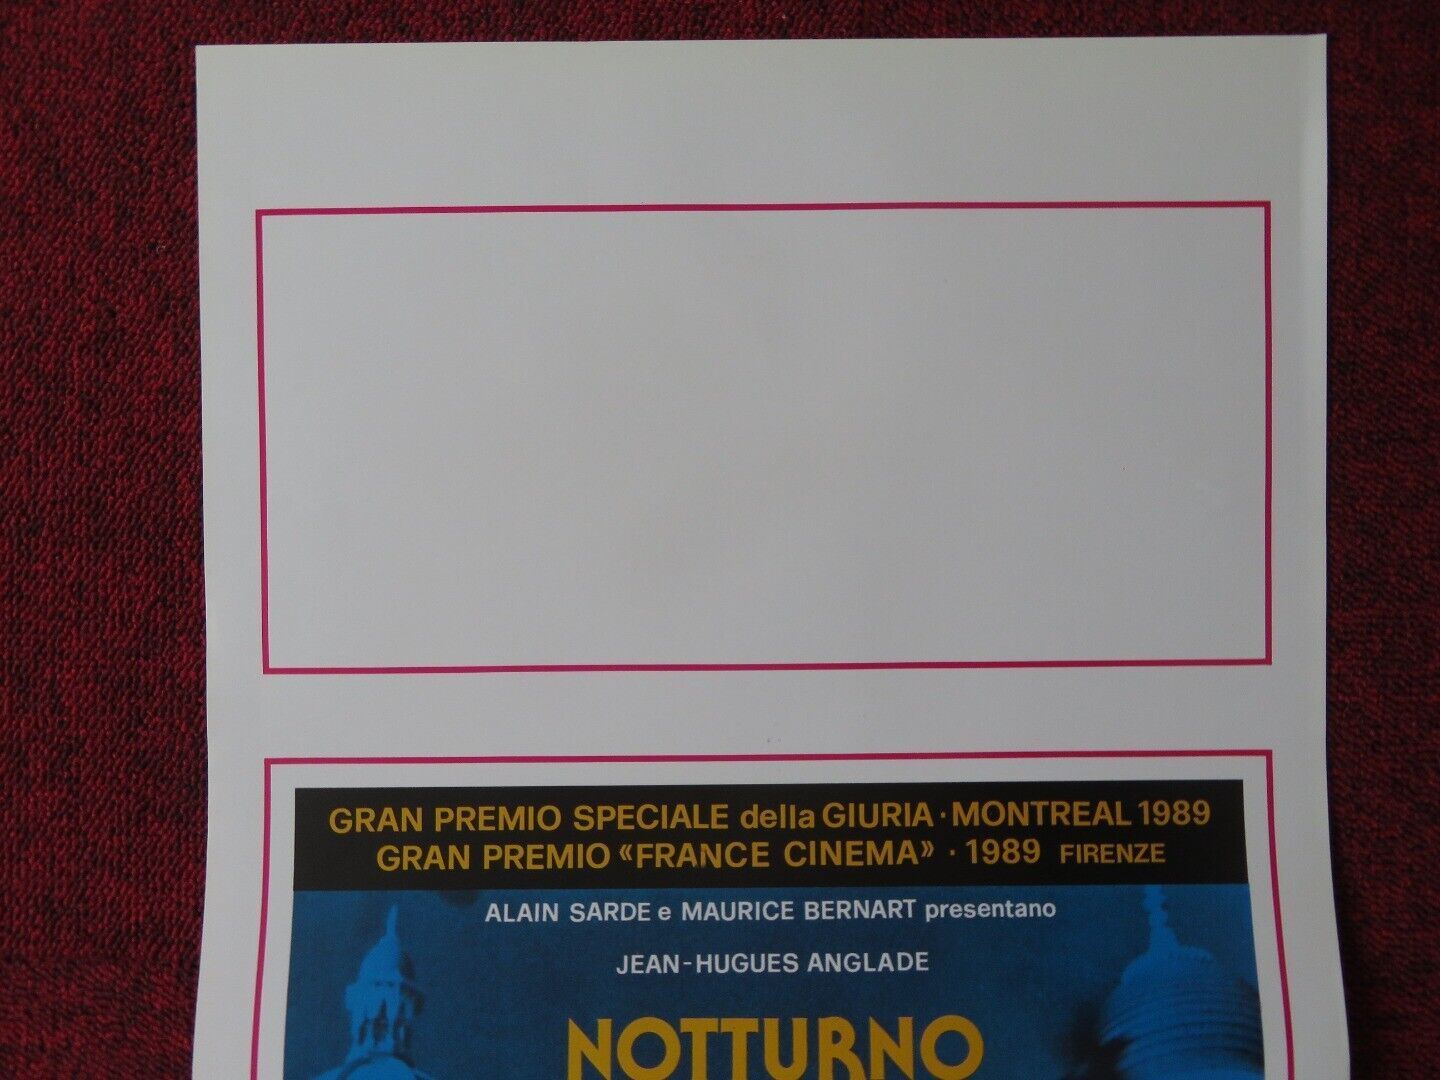 GRAN PREMIO SPECIALE della GIURIA · MONTREAL 1989
GRAN PREMIO «FRANCE CINEMA» · 1989 FIRENZE
ALAIN SARDE e MAURICE BERNART presentano
JEAN-HUGUES ANGLADE
NOTTURNO